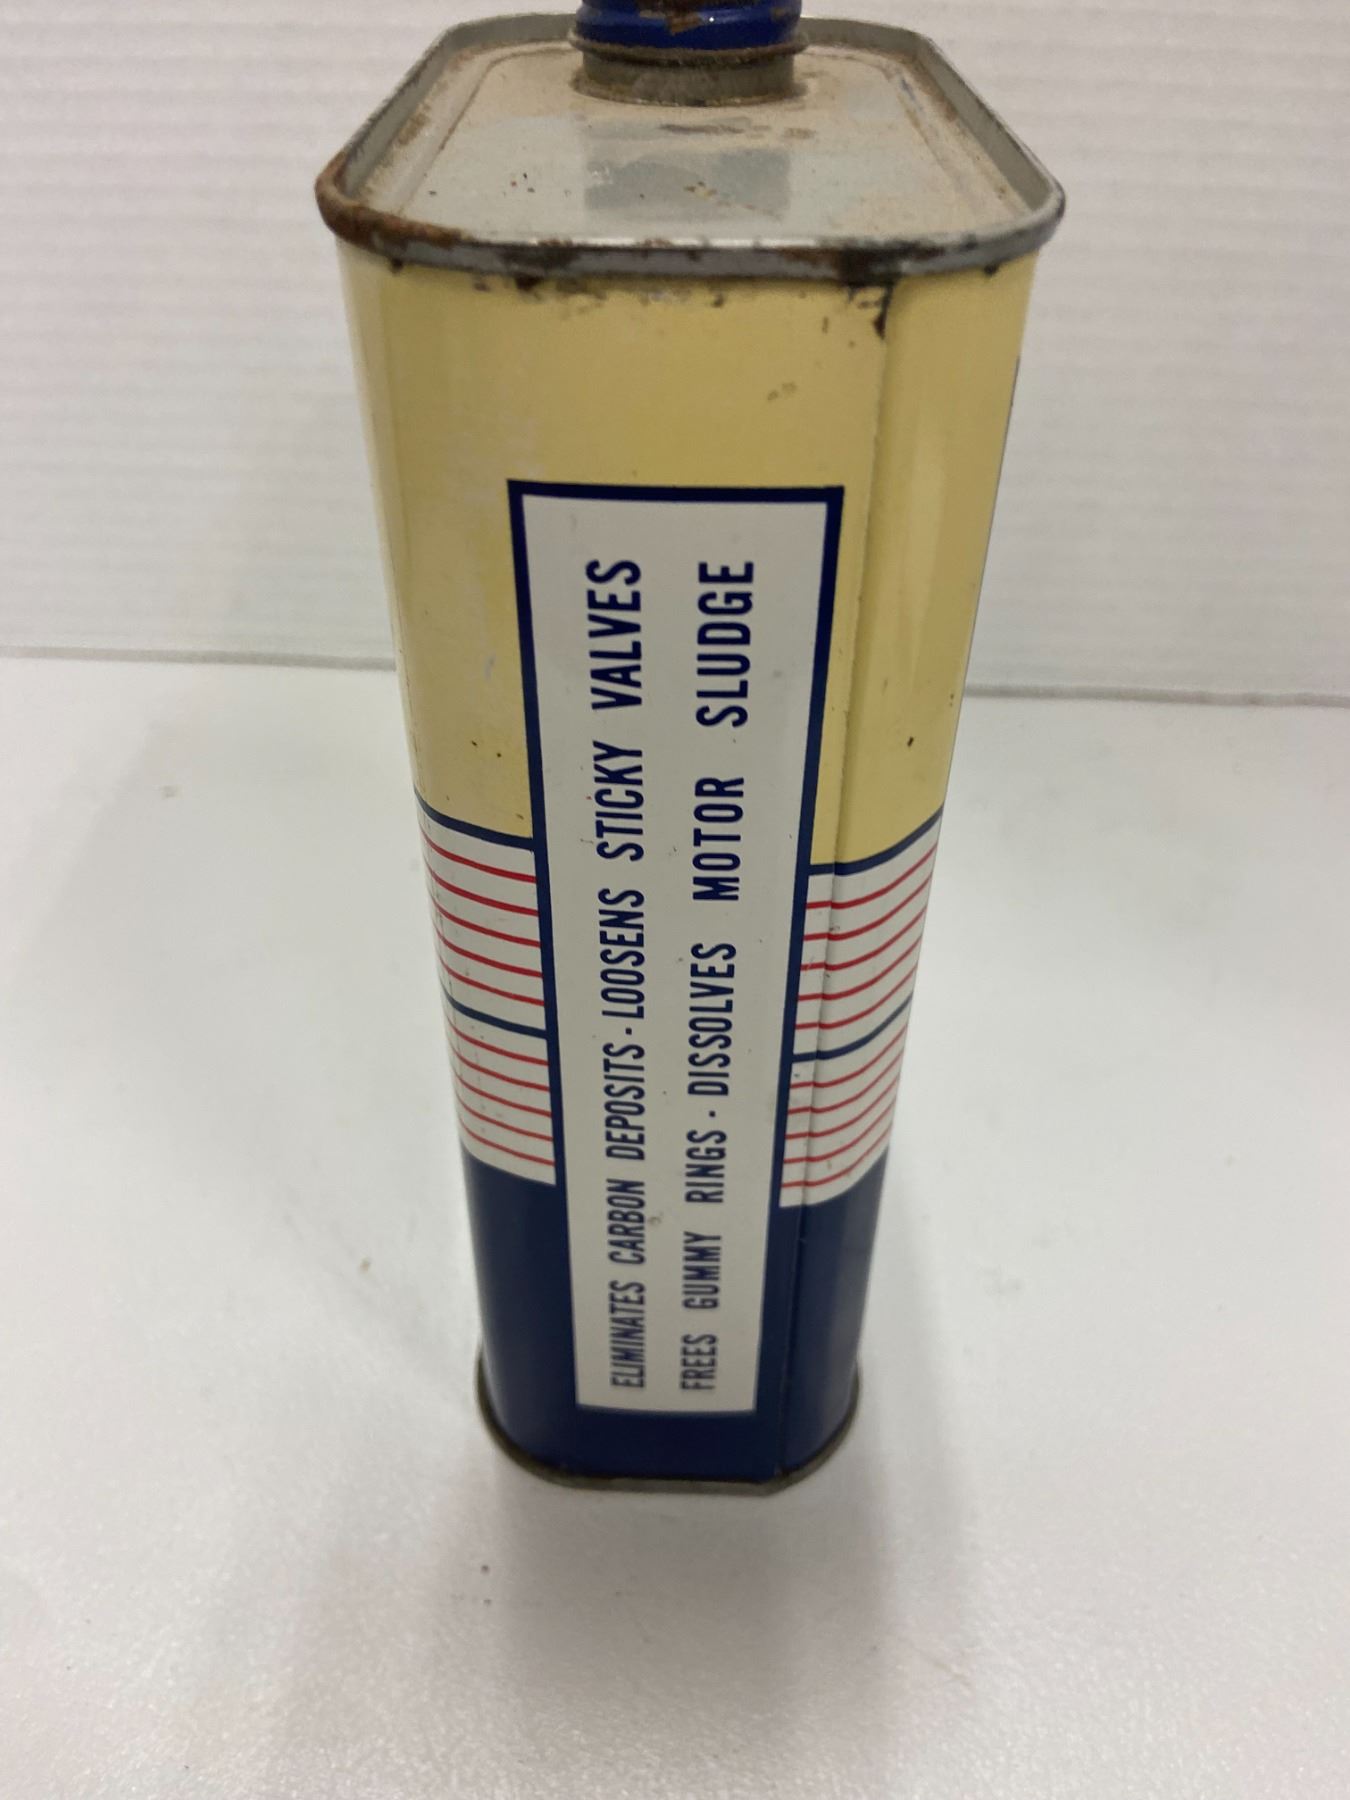 ELIMINATES CARBON DEPOSITS · LOOSENS STICKY VALVES
FREES GUMMY RINGS · DISSOLVES MOTOR SLUDGE